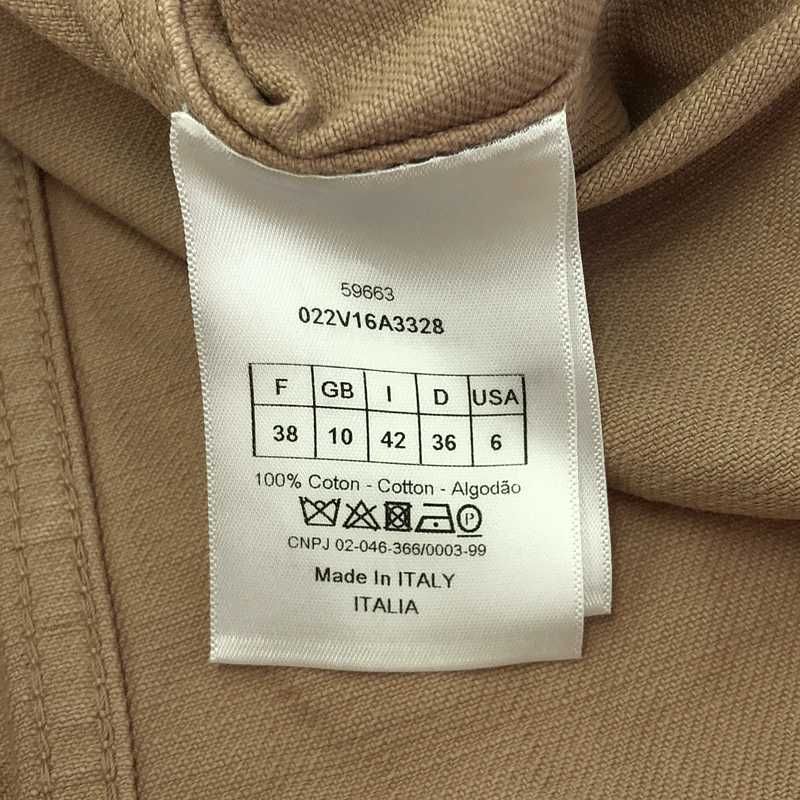 59663
022V16A3328
F GB I D USA
38 10 42 36 6
100% Coton - Cotton - Algodão
P
CNPJ 02-046-366/0003-99
Made In ITALY
ITALIA